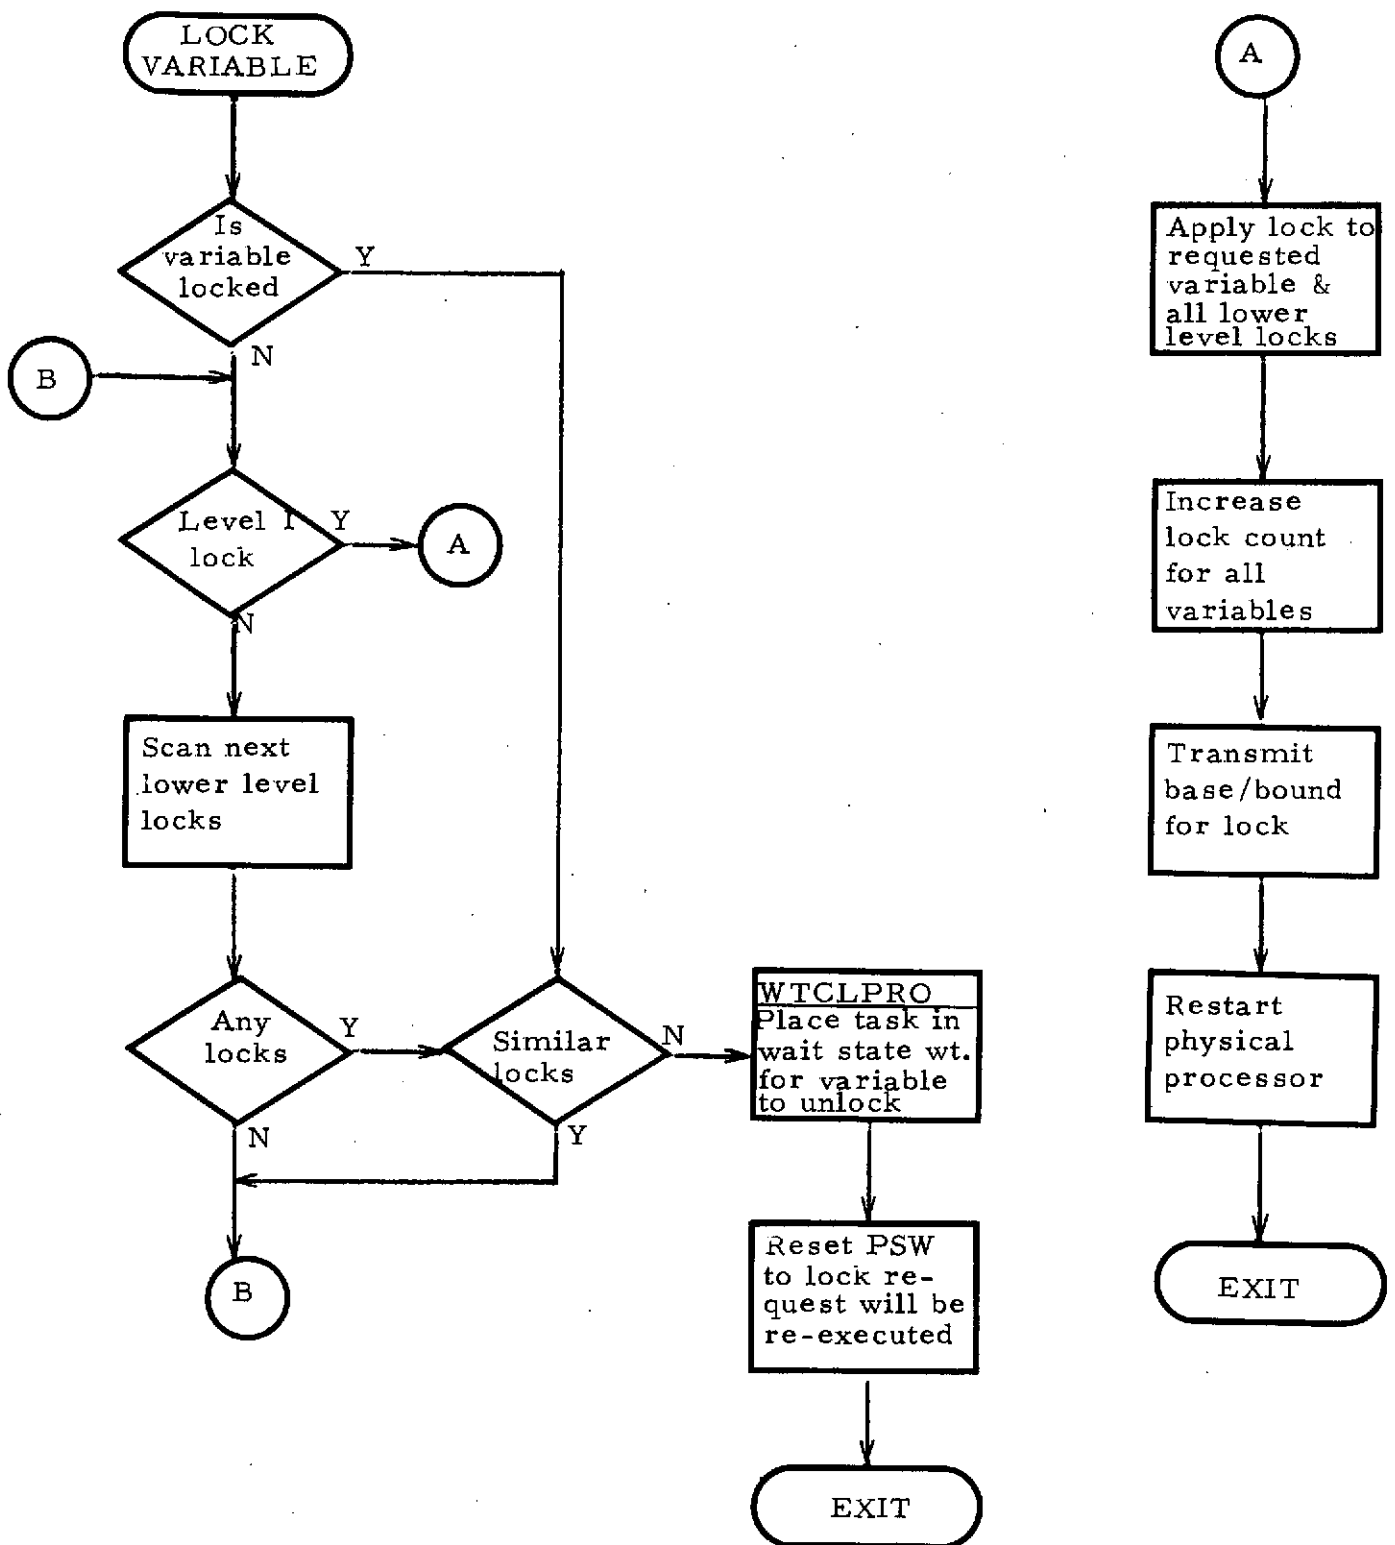 LOCK
VARIABLE
Is
variable
locked
Y
N
B
Level I
lock
Y
A
N
Scan next
lower level
locks
Any
locks
Y
N
B
Similar
locks
N
Y
WTCLPRO
Place task in
wait state wt.
for variable
to unlock
Reset PSW
to lock re-
quest will be
re-executed
EXIT
A
Apply lock to
requested
variable &
all lower
level locks
Increase
lock count
for all
variables
Transmit
base/bound
for lock
Restart
physical
processor
EXIT